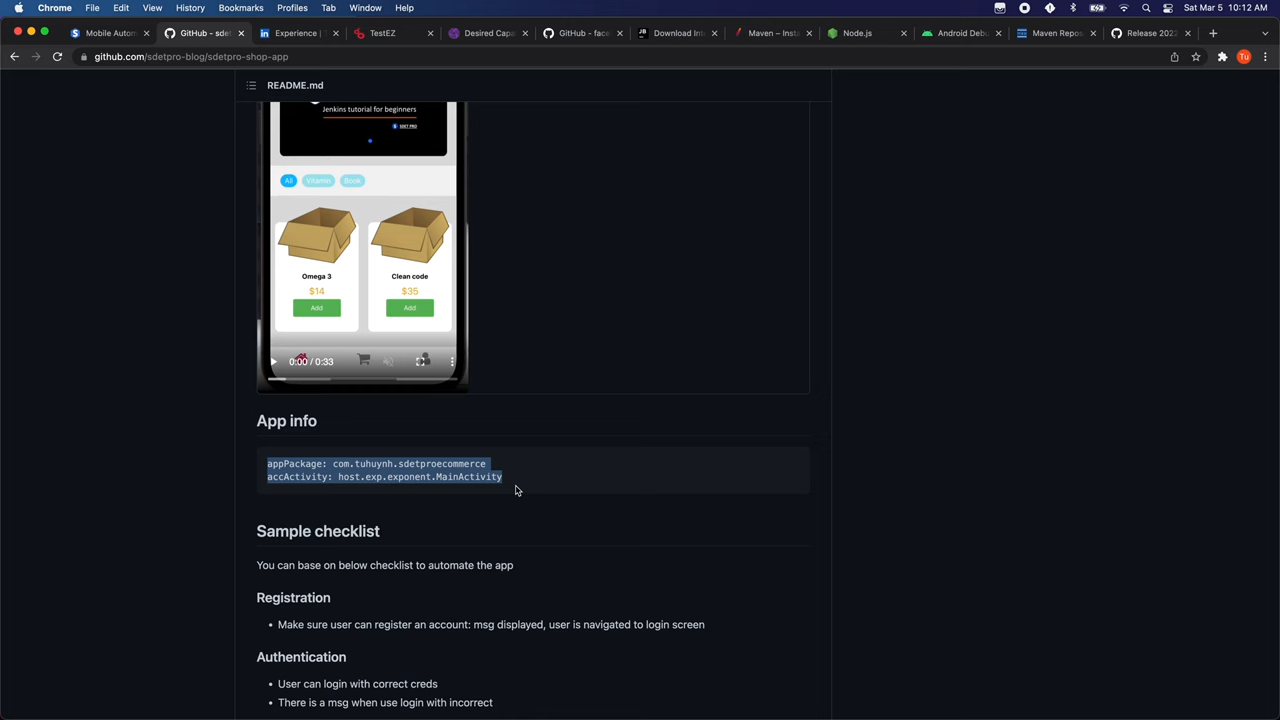 Chrome File Edit View History Bookmarks Profiles Tab Window Help Sat Mar 5 10:12 AM
Mobile Autom GitHub - sdet Experience | TestEZ Desired Capa GitHub - face Download Inte Maven – Insta Node.js Android Debu Maven Repos Release 2022
github.com/sdetpro-blog/sdetpro-shop-app Tu
README.md
Jenkins tutorial for beginners
SDET PRO
All Vitamin Book
Omega 3 Clean code
$14 $35
Add Add
0:00 / 0:33
App info
appPackage: com.tuhuynh.sdetproecommerce
accActivity: host.exp.exponent.MainActivity
Sample checklist
You can base on below checklist to automate the app
Registration
• Make sure user can register an account: msg displayed, user is navigated to login screen
Authentication
• User can login with correct creds
• There is a msg when use login with incorrect